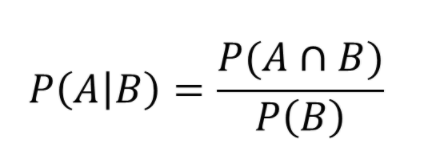 P(A|B) = P(A ∩ B) / P(B)